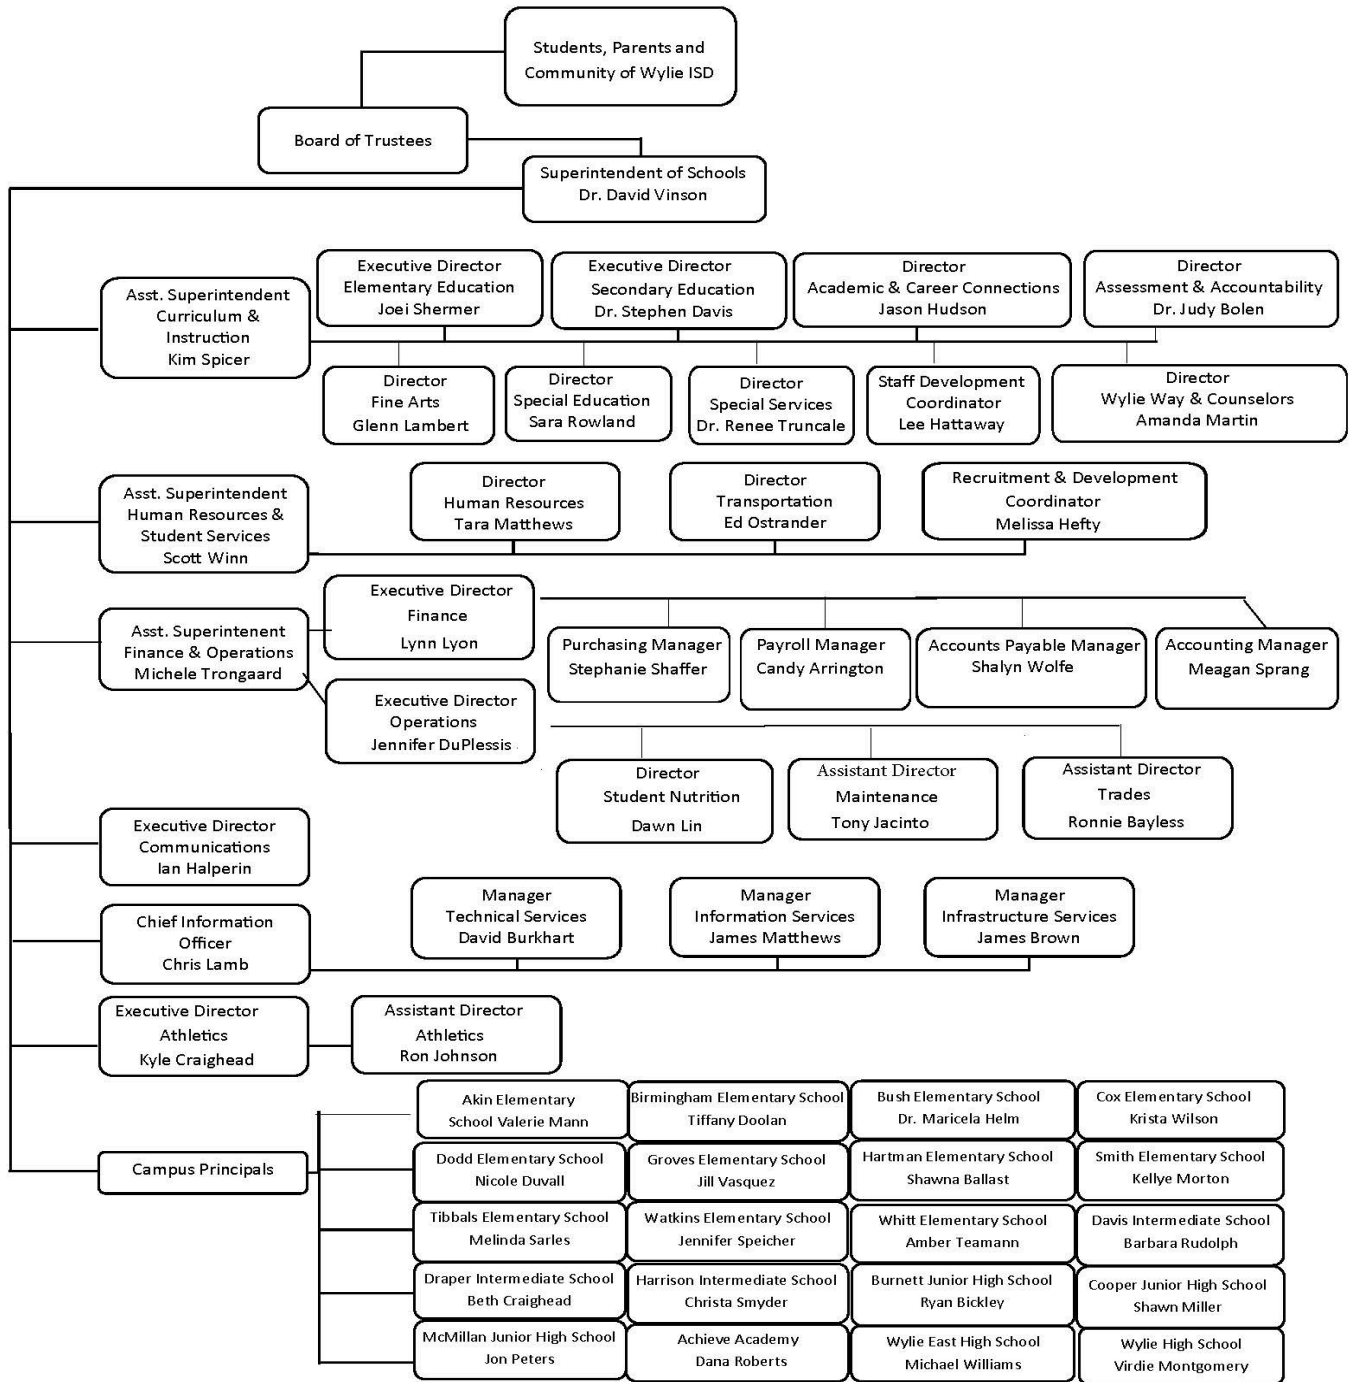 Students, Parents and
Community of Wylie ISD
Board of Trustees
Superintendent of Schools
Dr. David Vinson
Asst. Superintendent
Curriculum &
Instruction
Kim Spicer
Executive Director
Elementary Education
Joei Shermer
Executive Director
Secondary Education
Dr. Stephen Davis
Director
Academic & Career Connections
Jason Hudson
Director
Assessment & Accountability
Dr. Judy Bolen
Director
Fine Arts
Glenn Lambert
Director
Special Education
Sara Rowland
Director
Special Services
Dr. Renee Truncale
Staff Development
Coordinator
Lee Hattaway
Director
Wylie Way & Counselors
Amanda Martin
Asst. Superintendent
Human Resources &
Student Services
Scott Winn
Director
Human Resources
Tara Matthews
Director
Transportation
Ed Ostrander
Recruitment & Development
Coordinator
Melissa Hefty
Asst. Superintenent
Finance & Operations
Michele Trongaard
Executive Director
Finance
Lynn Lyon
Purchasing Manager
Stephanie Shaffer
Payroll Manager
Candy Arrington
Accounts Payable Manager
Shalyn Wolfe
Accounting Manager
Meagan Sprang
Executive Director
Operations
Jennifer DuPlessis
Director
Student Nutrition
Dawn Lin
Assistant Director
Maintenance
Tony Jacinto
Assistant Director
Trades
Ronnie Bayless
Executive Director
Communications
Ian Halperin
Chief Information
Officer
Chris Lamb
Manager
Technical Services
David Burkhart
Manager
Information Services
James Matthews
Manager
Infrastructure Services
James Brown
Executive Director
Athletics
Kyle Craighead
Assistant Director
Athletics
Ron Johnson
Campus Principals
Akin Elementary
School Valerie Mann
Birmingham Elementary School
Tiffany Doolan
Bush Elementary School
Dr. Maricela Helm
Cox Elementary School
Krista Wilson
Dodd Elementary School
Nicole Duvall
Groves Elementary School
Jill Vasquez
Hartman Elementary School
Shawna Ballast
Smith Elementary School
Kellye Morton
Tibbals Elementary School
Melinda Sarles
Watkins Elementary School
Jennifer Speicher
Whitt Elementary School
Amber Teamann
Davis Intermediate School
Barbara Rudolph
Draper Intermediate School
Beth Craighead
Harrison Intermediate School
Christa Smyder
Burnett Junior High School
Ryan Bickley
Cooper Junior High School
Shawn Miller
McMillan Junior High School
Jon Peters
Achieve Academy
Dana Roberts
Wylie East High School
Michael Williams
Wylie High School
Virdie Montgomery